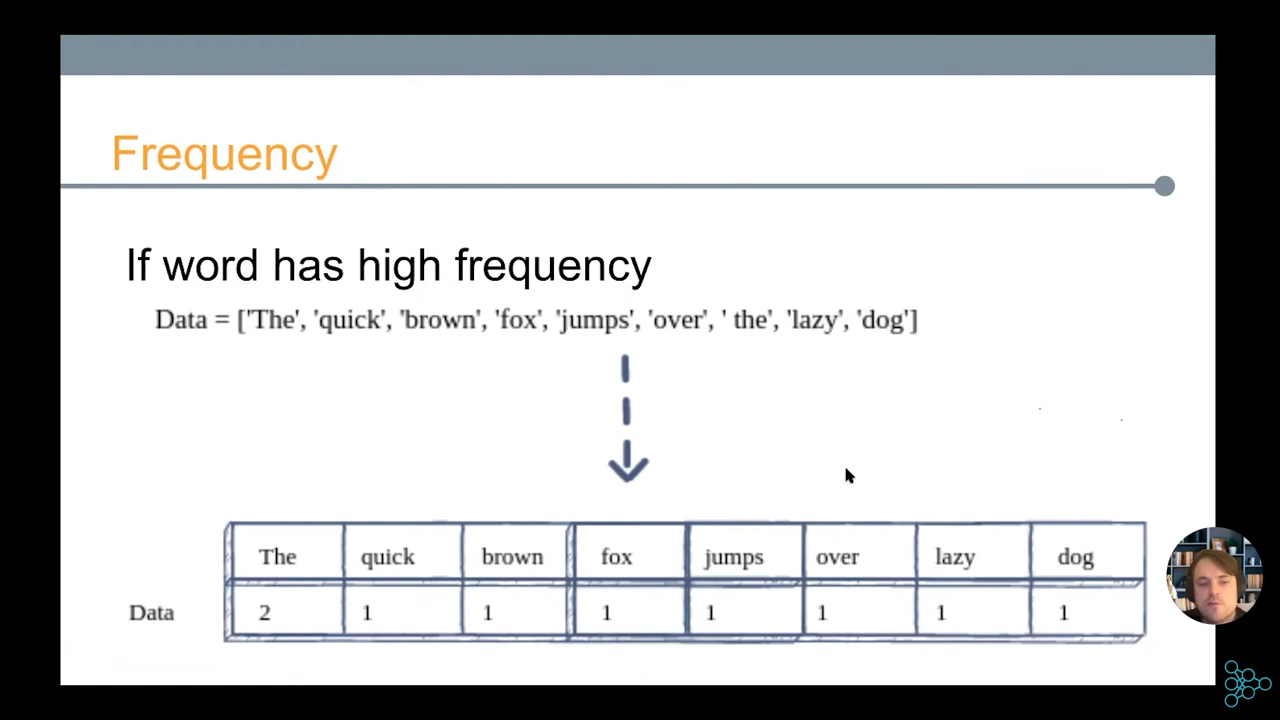 Frequency
If word has high frequency
Data = ['The', 'quick', 'brown', 'fox', 'jumps', 'over', ' the', 'lazy', 'dog']
The quick brown fox jumps over lazy dog
Data 2 1 1 1 1 1 1 1